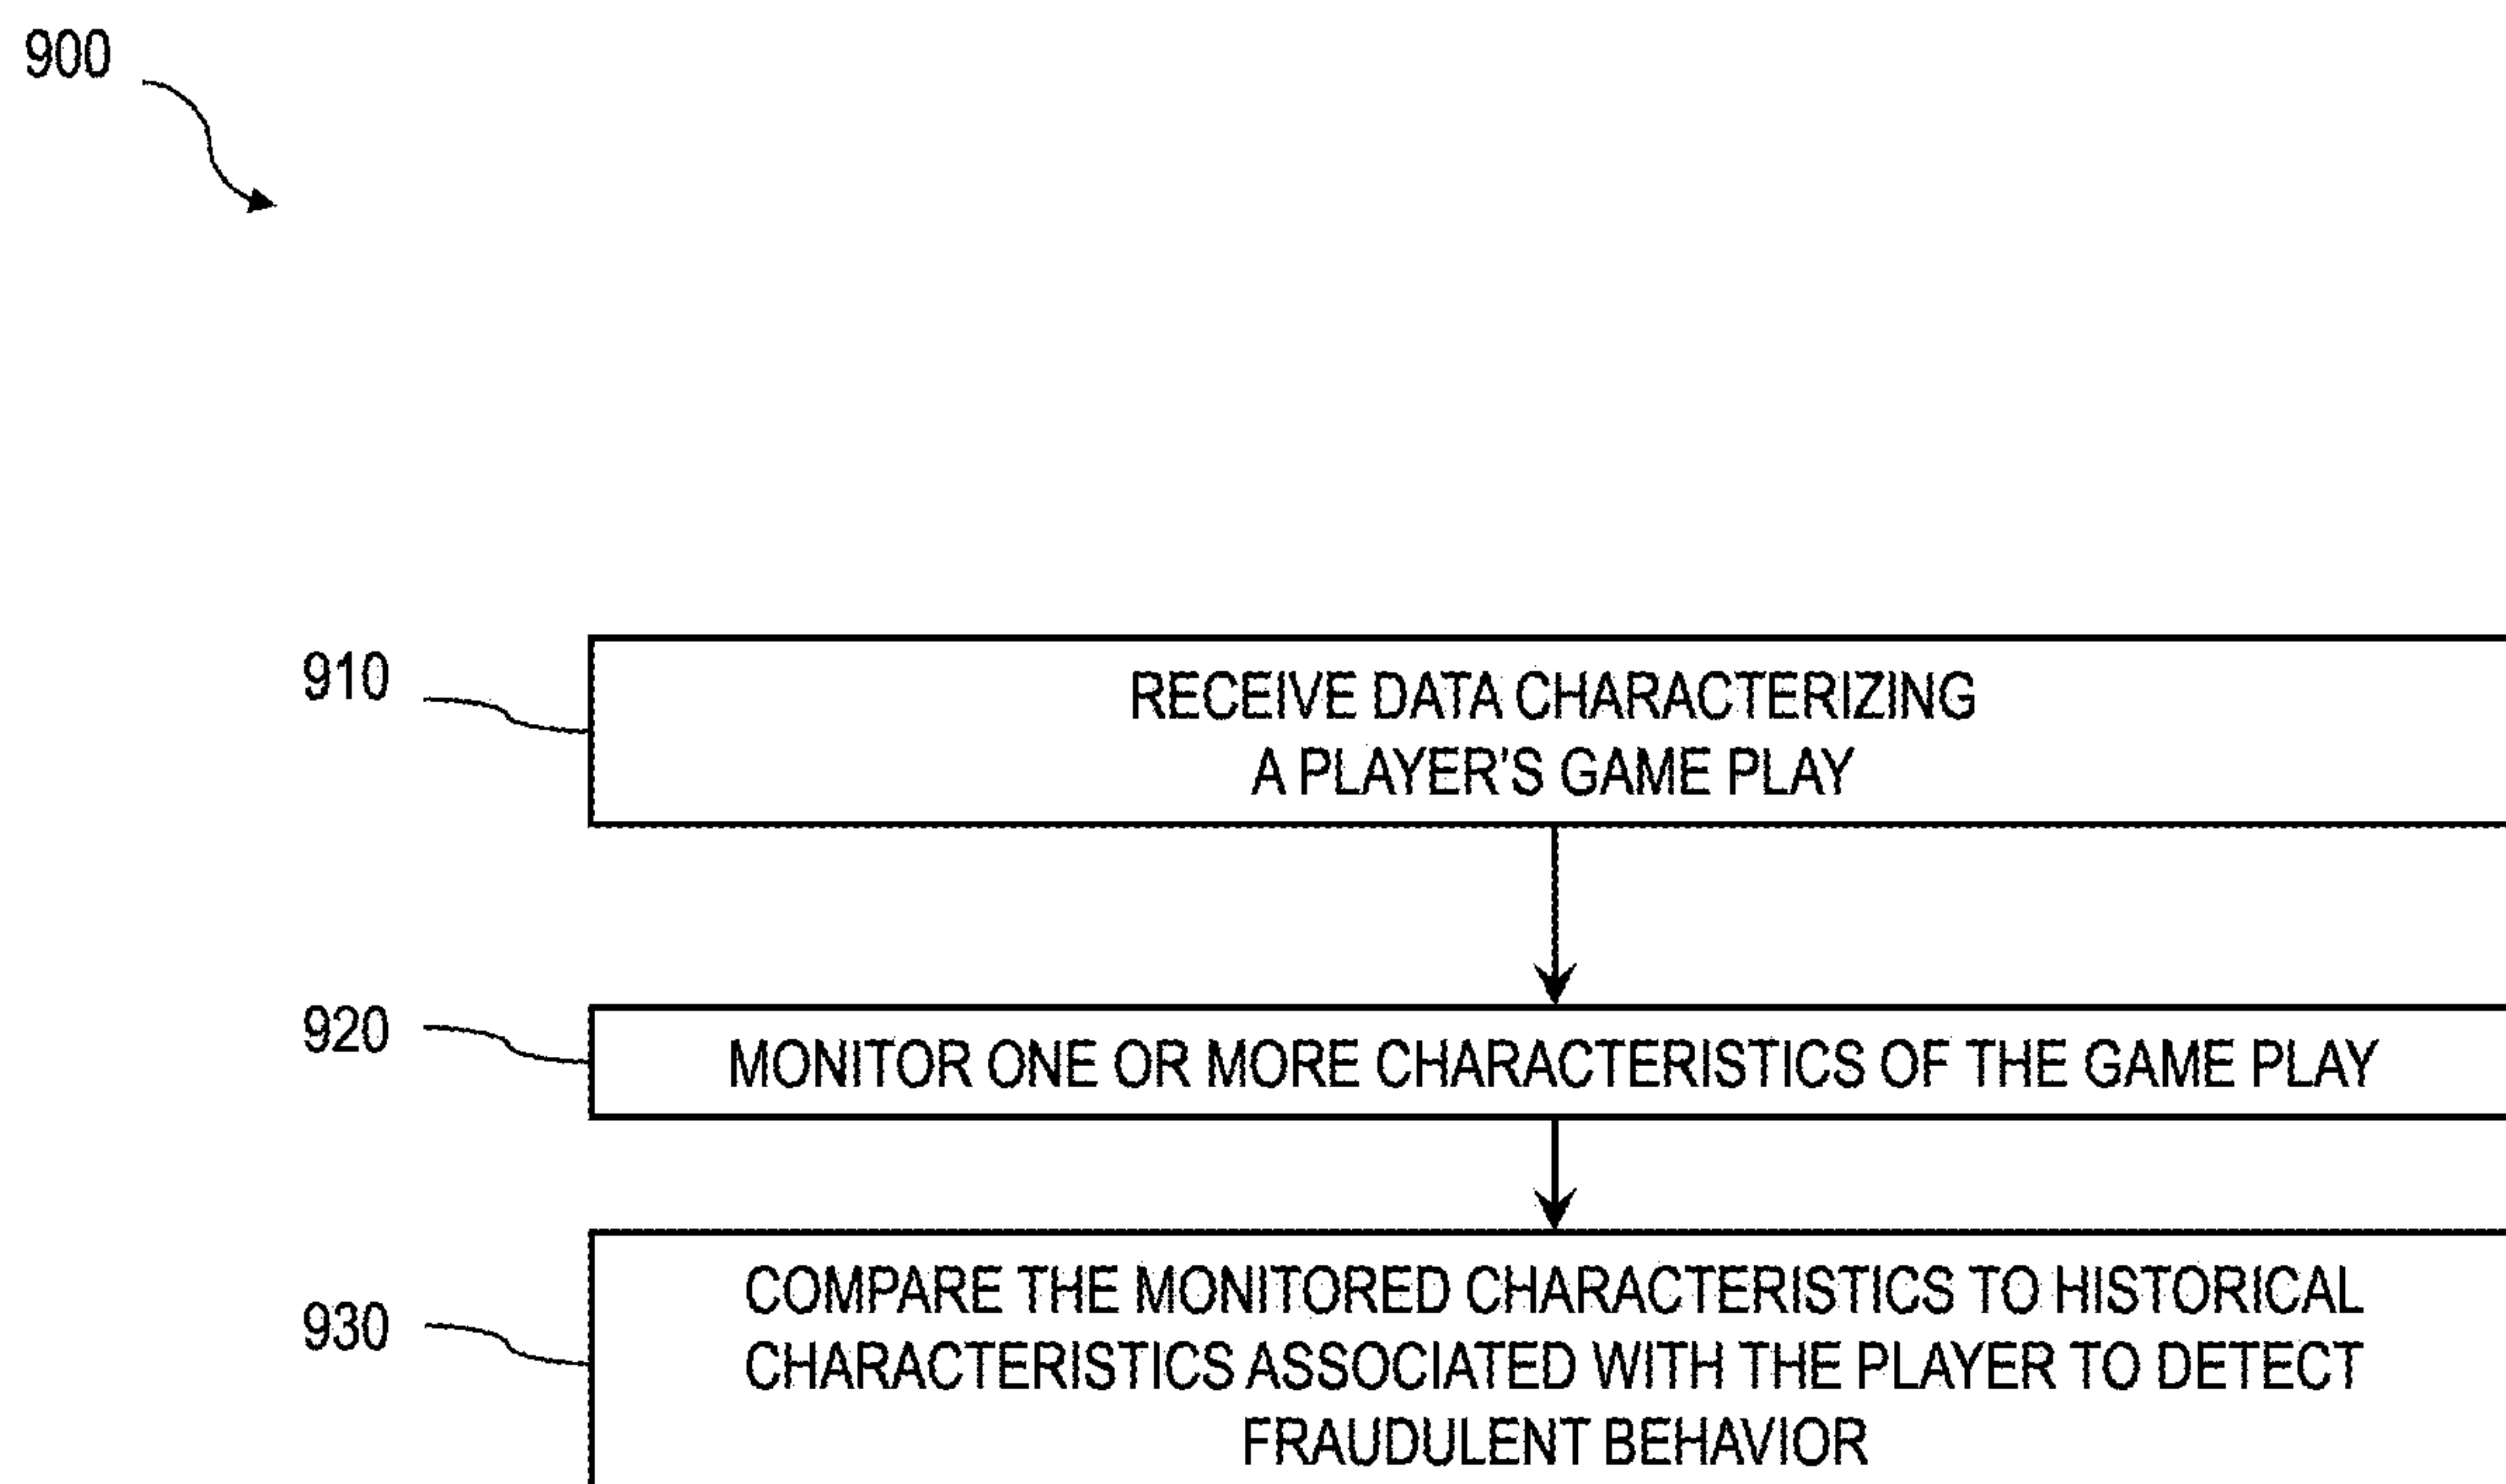 900
910
RECEIVE DATA CHARACTERIZING
A PLAYER'S GAME PLAY
920
MONITOR ONE OR MORE CHARACTERISTICS OF THE GAME PLAY
930
COMPARE THE MONITORED CHARACTERISTICS TO HISTORICAL
CHARACTERISTICS ASSOCIATED WITH THE PLAYER TO DETECT
FRAUDULENT BEHAVIOR